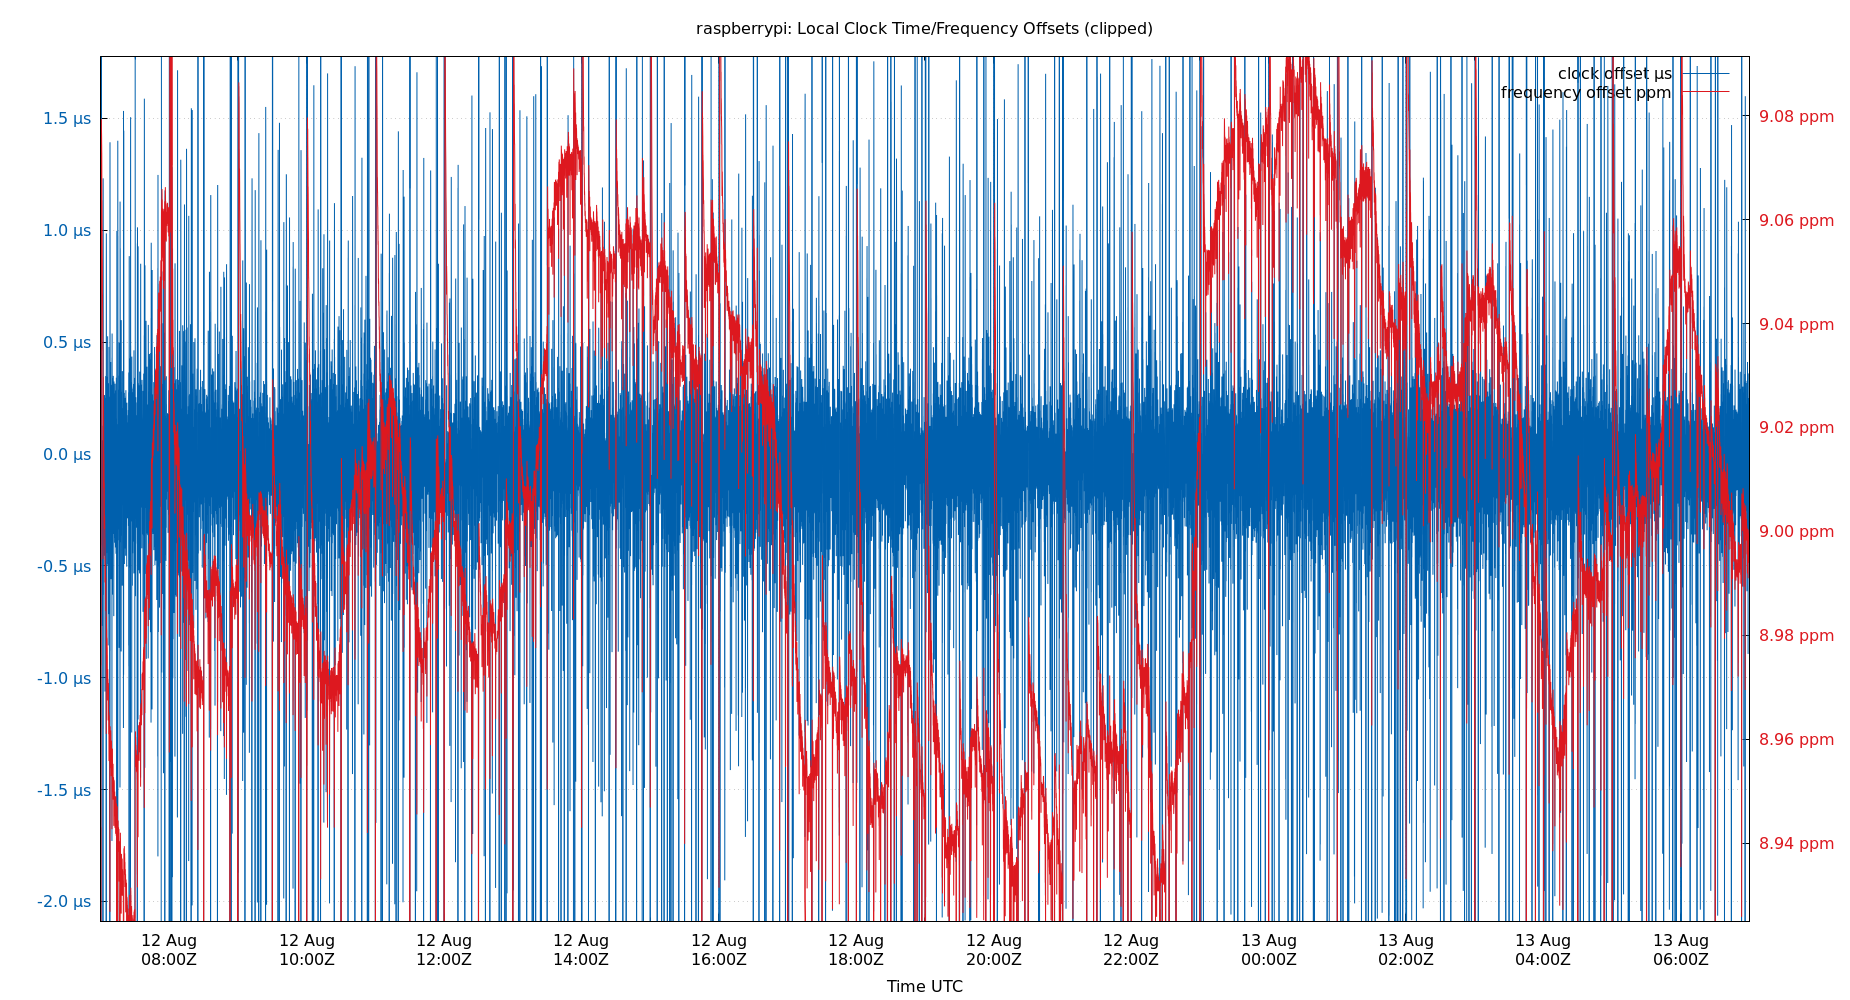 raspberrypi: Local Clock Time/Frequency Offsets (clipped)
clock offset µs
frequency offset ppm
1.5 µs
1.0 µs
0.5 µs
0.0 µs
-0.5 µs
-1.0 µs
-1.5 µs
-2.0 µs
9.08 ppm
9.06 ppm
9.04 ppm
9.02 ppm
9.00 ppm
8.98 ppm
8.96 ppm
8.94 ppm
12 Aug 12 Aug 12 Aug 12 Aug 12 Aug 12 Aug 12 Aug 12 Aug 13 Aug 13 Aug 13 Aug 13 Aug
08:00Z 10:00Z 12:00Z 14:00Z 16:00Z 18:00Z 20:00Z 22:00Z 00:00Z 02:00Z 04:00Z 06:00Z
Time UTC